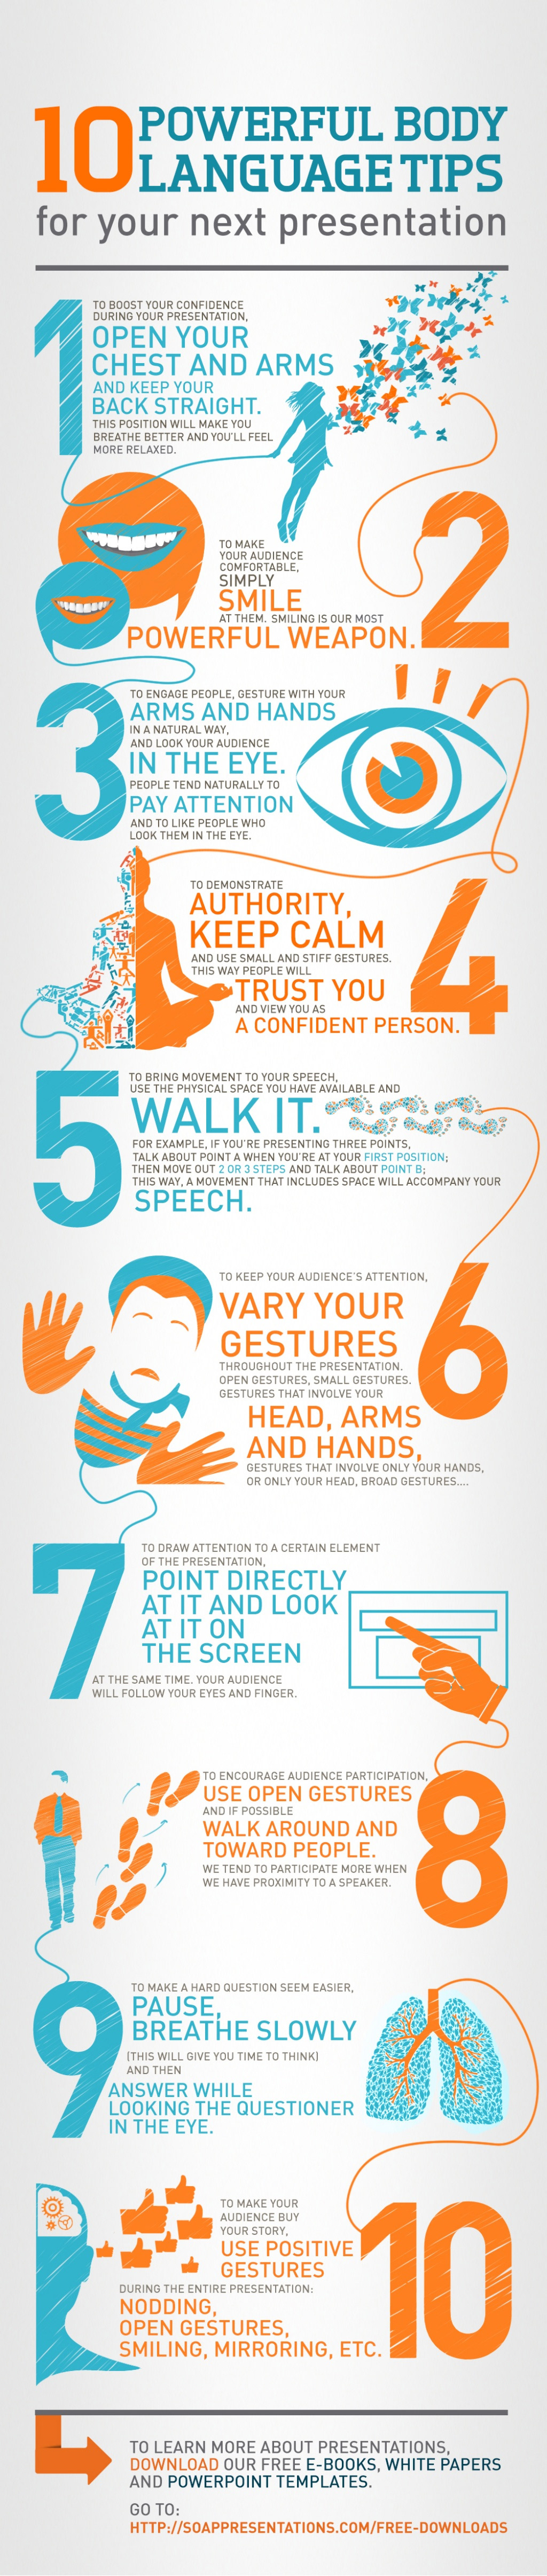 10 POWERFUL BODY
LANGUAGE TIPS
for your next presentation
1
TO BOOST YOUR CONFIDENCE
DURING YOUR PRESENTATION,
OPEN YOUR
CHEST AND ARMS
AND KEEP YOUR
BACK STRAIGHT.
THIS POSITION WILL MAKE YOU
BREATHE BETTER AND YOU'LL FEEL
MORE RELAXED.
2
TO MAKE
YOUR AUDIENCE
COMFORTABLE,
SIMPLY
SMILE
AT THEM. SMILING IS OUR MOST
POWERFUL WEAPON.
3
TO ENGAGE PEOPLE, GESTURE WITH YOUR
ARMS AND HANDS
IN A NATURAL WAY,
AND LOOK YOUR AUDIENCE
IN THE EYE.
PEOPLE TEND NATURALLY TO
PAY ATTENTION
AND TO LIKE PEOPLE WHO
LOOK THEM IN THE EYE.
4
TO DEMONSTRATE
AUTHORITY,
KEEP CALM
AND USE SMALL AND STIFF GESTURES.
THIS WAY PEOPLE WILL
TRUST YOU
AND VIEW YOU AS
A CONFIDENT PERSON.
5
TO BRING MOVEMENT TO YOUR SPEECH,
USE THE PHYSICAL SPACE YOU HAVE AVAILABLE AND
WALK IT.
FOR EXAMPLE, IF YOU'RE PRESENTING THREE POINTS,
TALK ABOUT POINT A WHEN YOU'RE AT YOUR FIRST POSITION;
THEN MOVE OUT 2 OR 3 STEPS AND TALK ABOUT POINT B;
THIS WAY, A MOVEMENT THAT INCLUDES SPACE WILL ACCOMPANY YOUR
SPEECH.
6
TO KEEP YOUR AUDIENCE'S ATTENTION,
VARY YOUR
GESTURES
THROUGHOUT THE PRESENTATION.
OPEN GESTURES, SMALL GESTURES.
GESTURES THAT INVOLVE YOUR
HEAD, ARMS
AND HANDS,
GESTURES THAT INVOLVE ONLY YOUR HANDS,
OR ONLY YOUR HEAD, BROAD GESTURES....
7
TO DRAW ATTENTION TO A CERTAIN ELEMENT
OF THE PRESENTATION,
POINT DIRECTLY
AT IT AND LOOK
AT IT ON
THE SCREEN
AT THE SAME TIME. YOUR AUDIENCE
WILL FOLLOW YOUR EYES AND FINGER.
8
TO ENCOURAGE AUDIENCE PARTICIPATION,
USE OPEN GESTURES
AND IF POSSIBLE
WALK AROUND AND
TOWARD PEOPLE.
WE TEND TO PARTICIPATE MORE WHEN
WE HAVE PROXIMITY TO A SPEAKER.
9
TO MAKE A HARD QUESTION SEEM EASIER,
PAUSE,
BREATHE SLOWLY
(THIS WILL GIVE YOU TIME TO THINK)
AND THEN
ANSWER WHILE
LOOKING THE QUESTIONER
IN THE EYE.
10
TO MAKE YOUR
AUDIENCE BUY
YOUR STORY,
USE POSITIVE
GESTURES
DURING THE ENTIRE PRESENTATION:
NODDING,
OPEN GESTURES,
SMILING, MIRRORING, ETC.
TO LEARN MORE ABOUT PRESENTATIONS,
DOWNLOAD OUR FREE E-BOOKS, WHITE PAPERS
AND POWERPOINT TEMPLATES.
GO TO:
HTTP://SOAPPRESENTATIONS.COM/FREE-DOWNLOADS